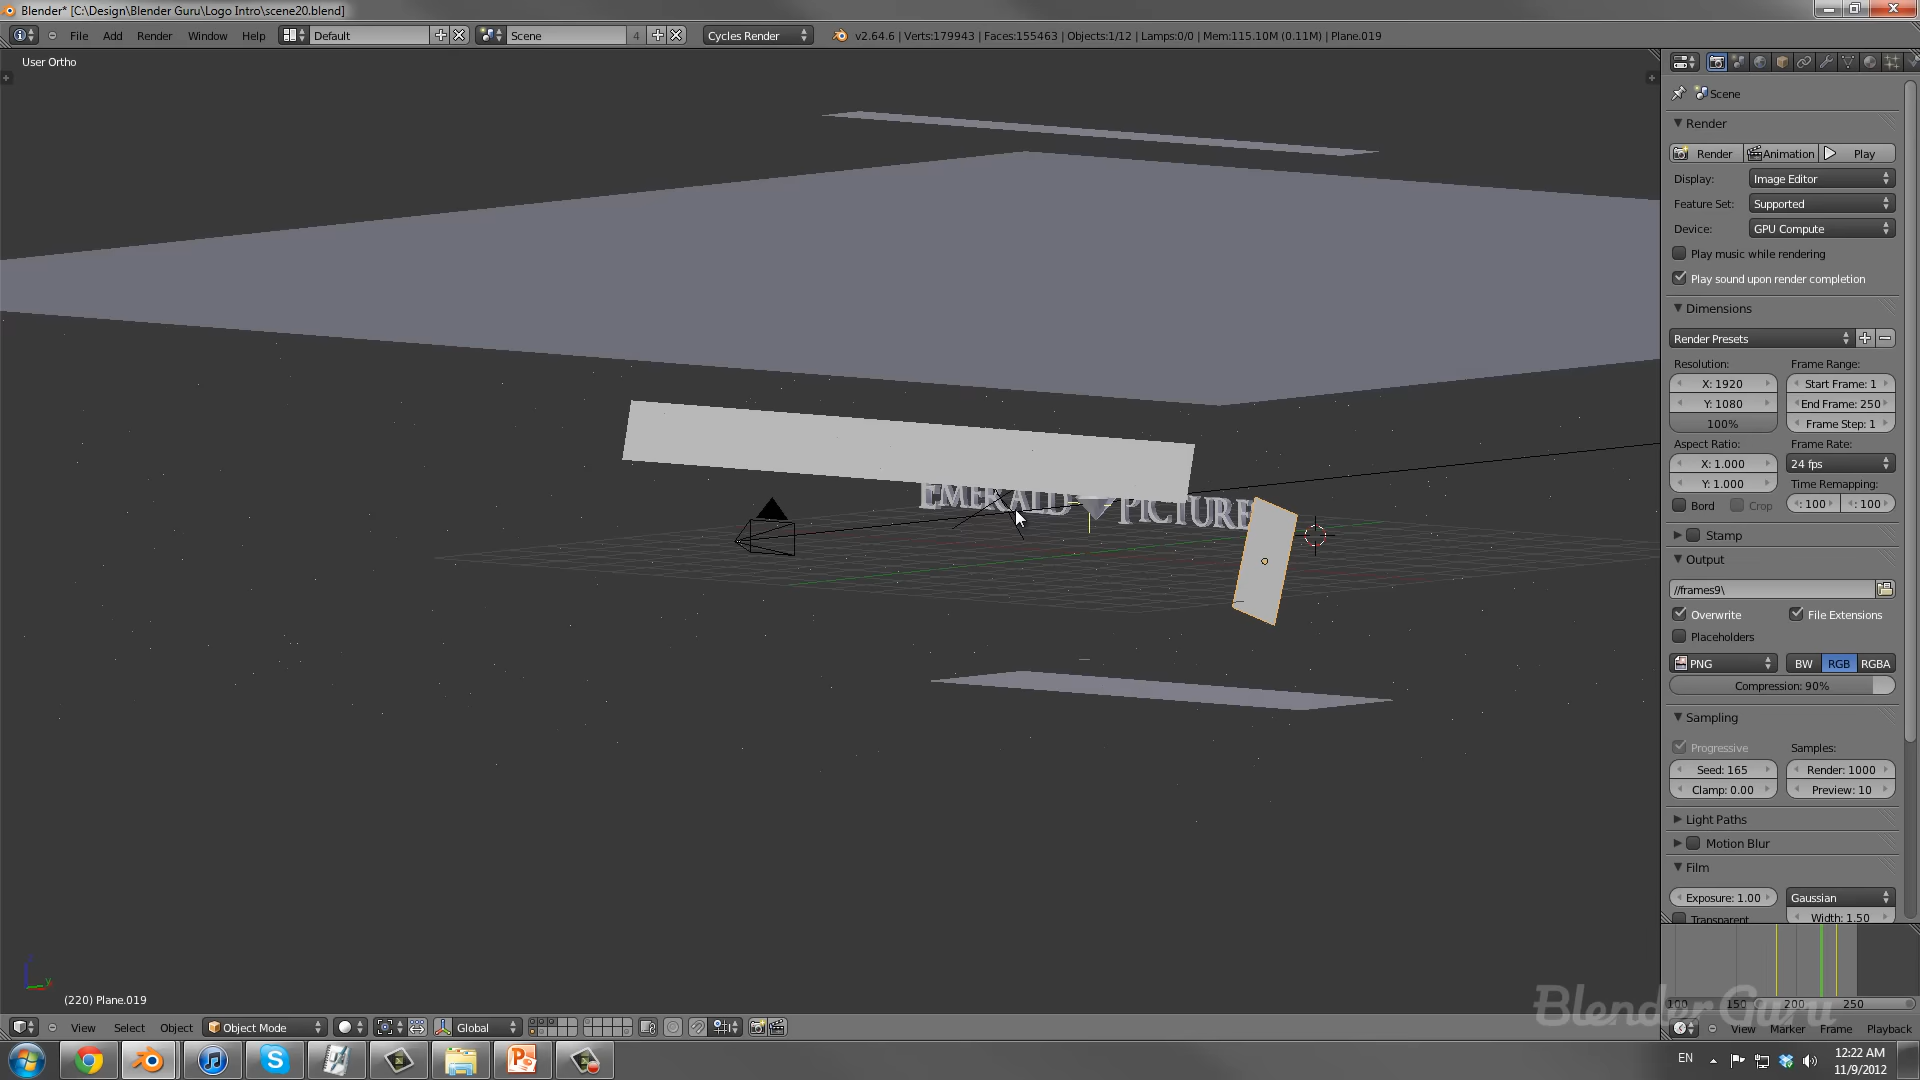 Blender* [C:\Design\Blender Guru\Logo Intro\scene20.blend]
File Add Render Window Help Default Scene 4 Cycles Render v2.64.6 | Verts:179943 | Faces:155463 | Objects:1/12 | Lamps:0/0 | Mem:115.10M (0.11M) | Plane.019
User Ortho
EMERALD PICTURE
(220) Plane.019
View Select Object Object Mode Global
Scene
Render
Render Animation Play
Display: Image Editor
Feature Set: Supported
Device: GPU Compute
Play music while rendering
Play sound upon render completion
Dimensions
Render Presets
Resolution: Frame Range:
X: 1920 Start Frame: 1
Y: 1080 End Frame: 250
100% Frame Step: 1
Aspect Ratio: Frame Rate:
X: 1.000 24 fps
Y: 1.000 Time Remapping:
Bord Crop : 100 : 100
Stamp
Output
//frames9\
Overwrite File Extensions
Placeholders
PNG BW RGB RGBA
Compression: 90%
Sampling
Progressive Samples:
Seed: 165 Render: 1000
Clamp: 0.00 Preview: 10
Light Paths
Motion Blur
Film
Exposure: 1.00 Gaussian
Transparent Width: 1.50
100 150 200 250
BlenderGuru
View Marker Frame Playback
EN 12:22 AM
11/9/2012